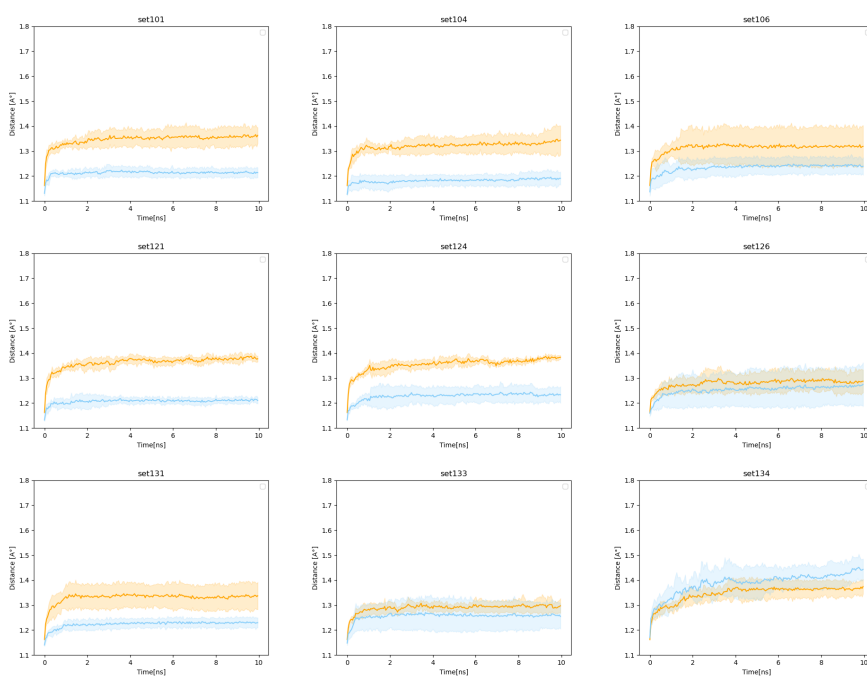 set101
1.8
1.7
1.6
1.5
1.4
1.3
1.2
1.1
Distance [A°]
0 2 4 6 8 10
Time[ns]
set104
1.8
1.7
1.6
1.5
1.4
1.3
1.2
1.1
Distance [A°]
0 2 4 6 8 10
Time[ns]
set106
1.8
1.7
1.6
1.5
1.4
1.3
1.2
1.1
Distance [A°]
0 2 4 6 8 10
Time[ns]
set121
1.8
1.7
1.6
1.5
1.4
1.3
1.2
1.1
Distance [A°]
0 2 4 6 8 10
Time[ns]
set124
1.8
1.7
1.6
1.5
1.4
1.3
1.2
1.1
Distance [A°]
0 2 4 6 8 10
Time[ns]
set126
1.8
1.7
1.6
1.5
1.4
1.3
1.2
1.1
Distance [A°]
0 2 4 6 8 10
Time[ns]
set131
1.8
1.7
1.6
1.5
1.4
1.3
1.2
1.1
Distance [A°]
0 2 4 6 8 10
Time[ns]
set133
1.8
1.7
1.6
1.5
1.4
1.3
1.2
1.1
Distance [A°]
0 2 4 6 8 10
Time[ns]
set134
1.8
1.7
1.6
1.5
1.4
1.3
1.2
1.1
Distance [A°]
0 2 4 6 8 10
Time[ns]